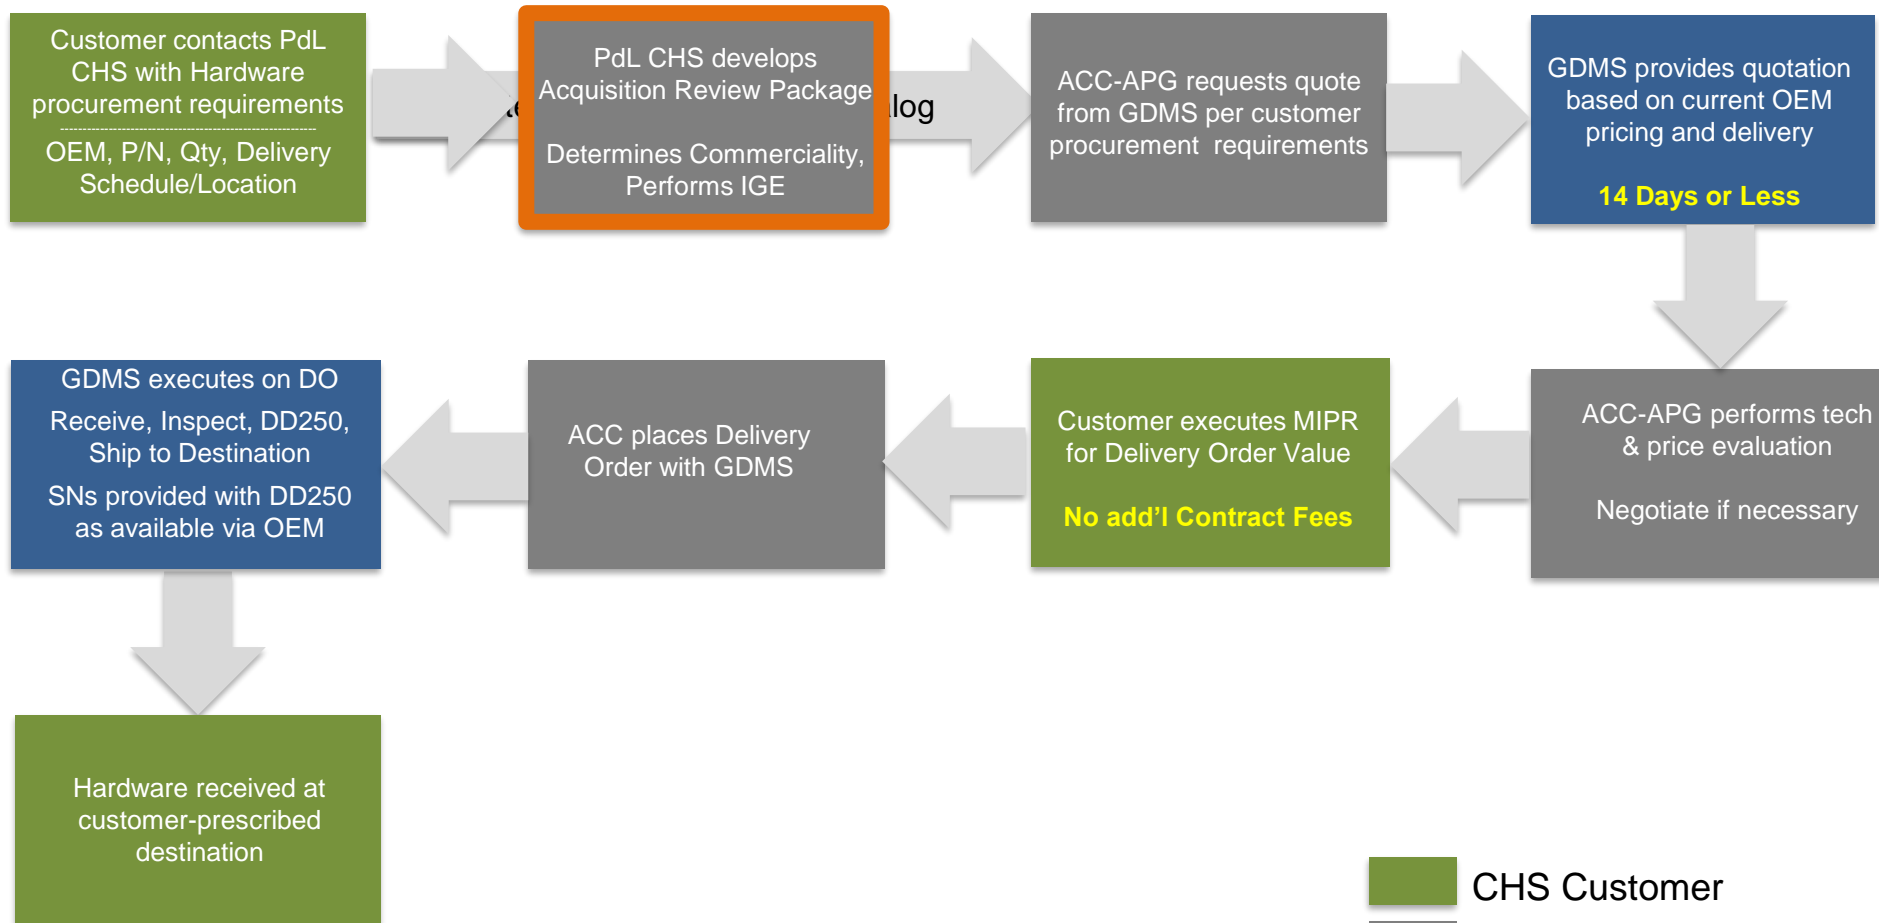 Customer contacts PdL
CHS with Hardware
procurement requirements
OEM, P/N, Qty, Delivery
Schedule/Location
PdL CHS develops
Acquisition Review Package
Determines Commerciality,
Performs IGE
ACC-APG requests quote
from GDMS per customer
procurement requirements
GDMS provides quotation
based on current OEM
pricing and delivery
14 Days or Less
GDMS executes on DO
Receive, Inspect, DD250,
Ship to Destination
SNs provided with DD250
as available via OEM
ACC places Delivery
Order with GDMS
Customer executes MIPR
for Delivery Order Value
No add’l Contract Fees
ACC-APG performs tech
& price evaluation
Negotiate if necessary
Hardware received at
customer-prescribed
destination
CHS Customer